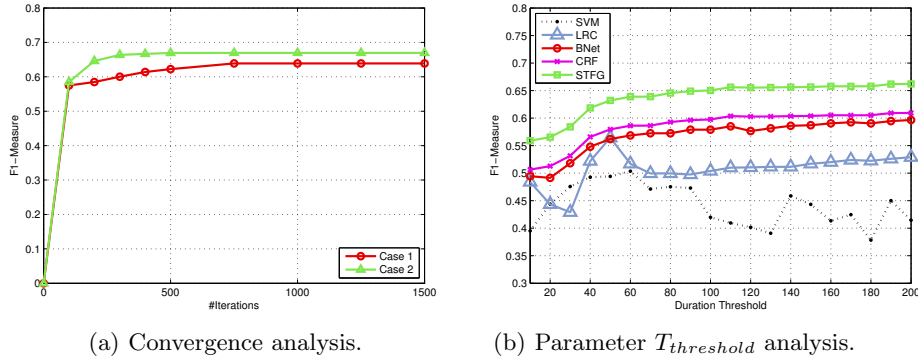 0.8
0.7
0.6
0.5
0.4
0.3
0.2
0.1
0
F1−Measure
0 500 1000 1500
#Iterations
Case 1
Case 2
(a) Convergence analysis.
0.8
0.75
0.7
0.65
0.6
0.55
0.5
0.45
0.4
0.35
0.3
F1−Measure
SVM
LRC
BNet
CRF
STFG
20 40 60 80 100 120 140 160 180 200
Duration Threshold
(b) Parameter T_threshold analysis.